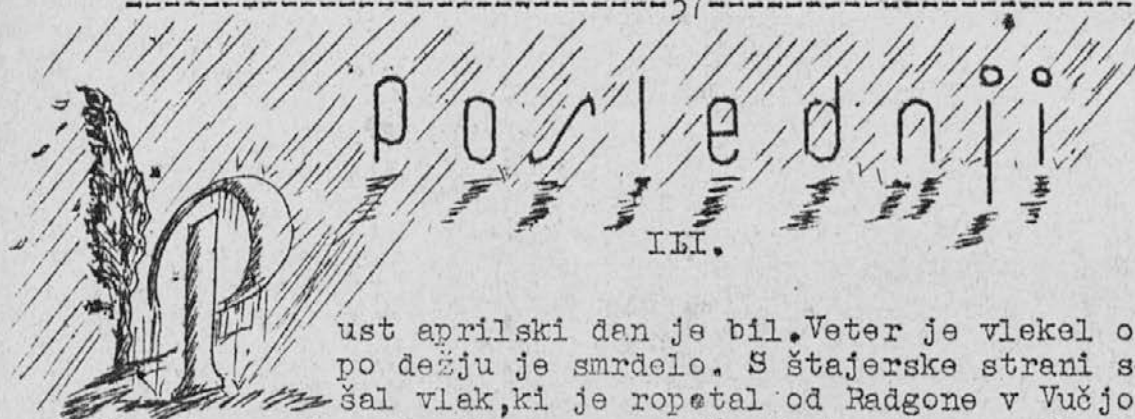 Poslednji
III.
Pust aprilski dan je bil.Veter je vlekel o
po dežju je smrdelo. S štajerske strani s
šal vlak,ki je ropotal od Radgone v Vučjo